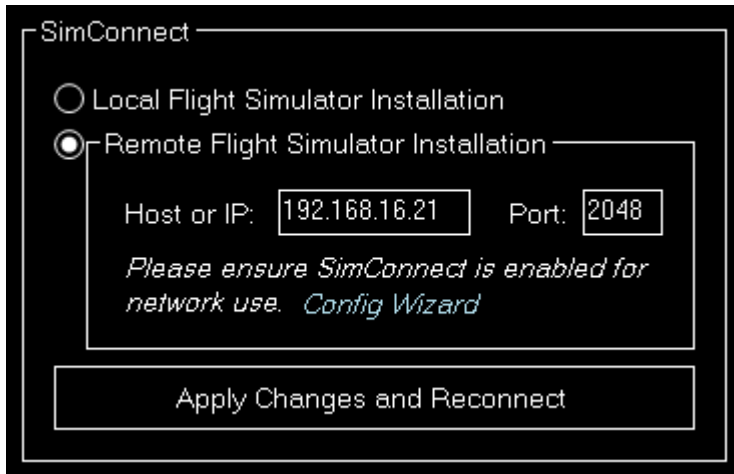 SimConnect
Local Flight Simulator Installation
Remote Flight Simulator Installation
Host or IP: 192.168.16.21 Port: 2048
Please ensure SimConnect is enabled for
network use. Config Wizard
Apply Changes and Reconnect